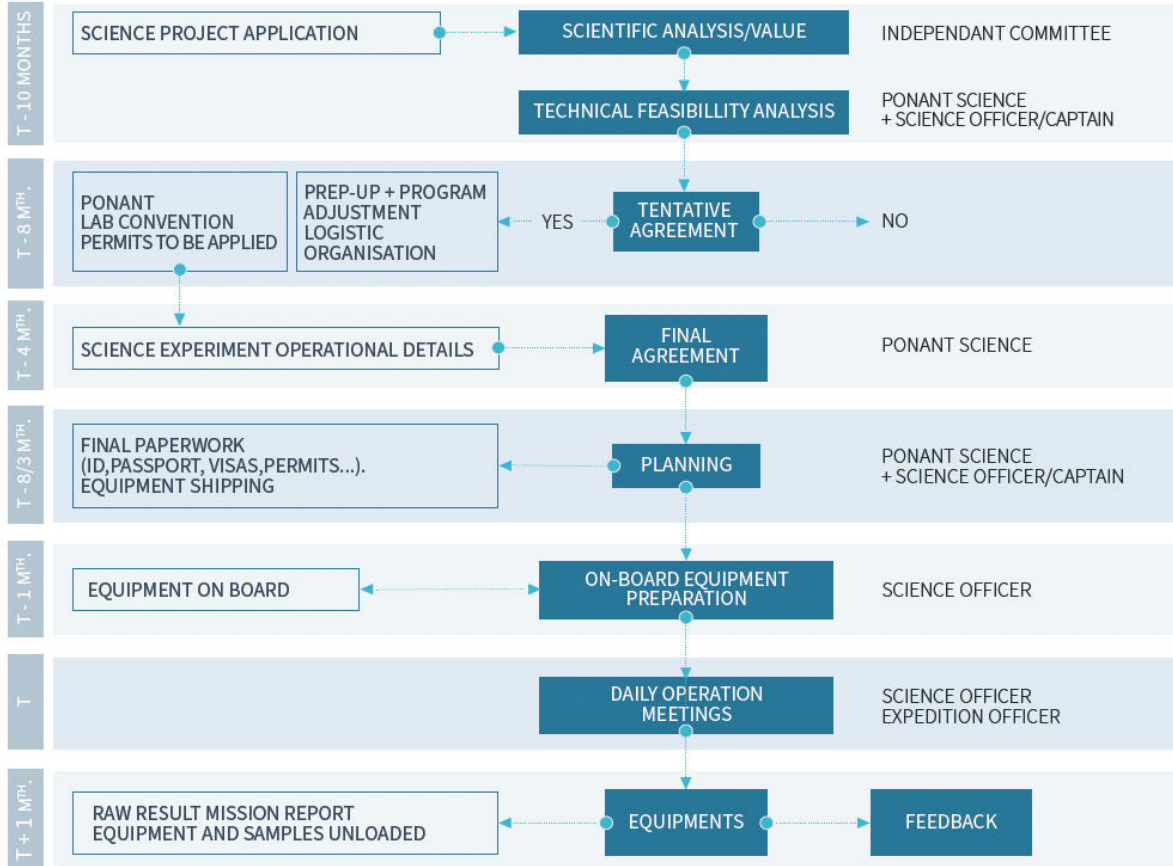 T - 10 MONTHS
SCIENCE PROJECT APPLICATION
SCIENTIFIC ANALYSIS/VALUE
INDEPENDANT COMMITTEE
TECHNICAL FEASIBILLITY ANALYSIS
PONANT SCIENCE
+ SCIENCE OFFICER/CAPTAIN
T - 8 MTH.
PONANT
LAB CONVENTION
PERMITS TO BE APPLIED
PREP-UP + PROGRAM
ADJUSTMENT
LOGISTIC
ORGANISATION
YES
TENTATIVE
AGREEMENT
NO
T - 4 MTH.
SCIENCE EXPERIMENT OPERATIONAL DETAILS
FINAL
AGREEMENT
PONANT SCIENCE
T - 8/3 MTH.
FINAL PAPERWORK
(ID,PASSPORT, VISAS,PERMITS...).
EQUIPMENT SHIPPING
PLANNING
PONANT SCIENCE
+ SCIENCE OFFICER/CAPTAIN
T - 1 MTH.
EQUIPMENT ON BOARD
ON-BOARD EQUIPMENT
PREPARATION
SCIENCE OFFICER
T
DAILY OPERATION
MEETINGS
SCIENCE OFFICER
EXPEDITION OFFICER
T + 1 MTH.
RAW RESULT MISSION REPORT
EQUIPMENT AND SAMPLES UNLOADED
EQUIPMENTS
FEEDBACK